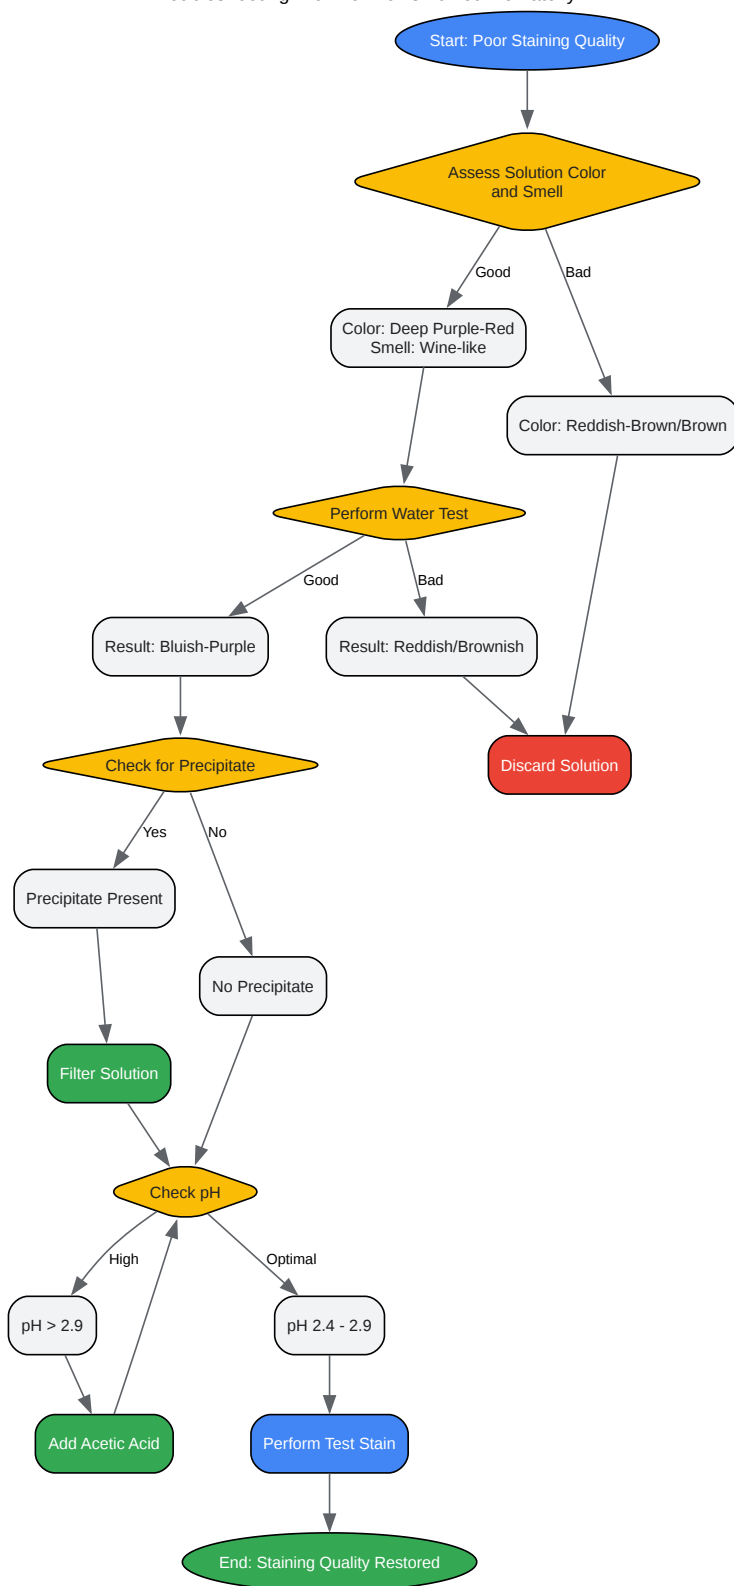 Start: Poor Staining Quality
Assess Solution Color
and Smell
Good
Bad
Color: Deep Purple-Red
Smell: Wine-like
Color: Reddish-Brown/Brown
Perform Water Test
Good
Bad
Result: Bluish-Purple
Result: Reddish/Brownish
Check for Precipitate
Discard Solution
Yes
No
Precipitate Present
No Precipitate
Filter Solution
Check pH
High
Optimal
pH > 2.9
pH 2.4 - 2.9
Add Acetic Acid
Perform Test Stain
End: Staining Quality Restored